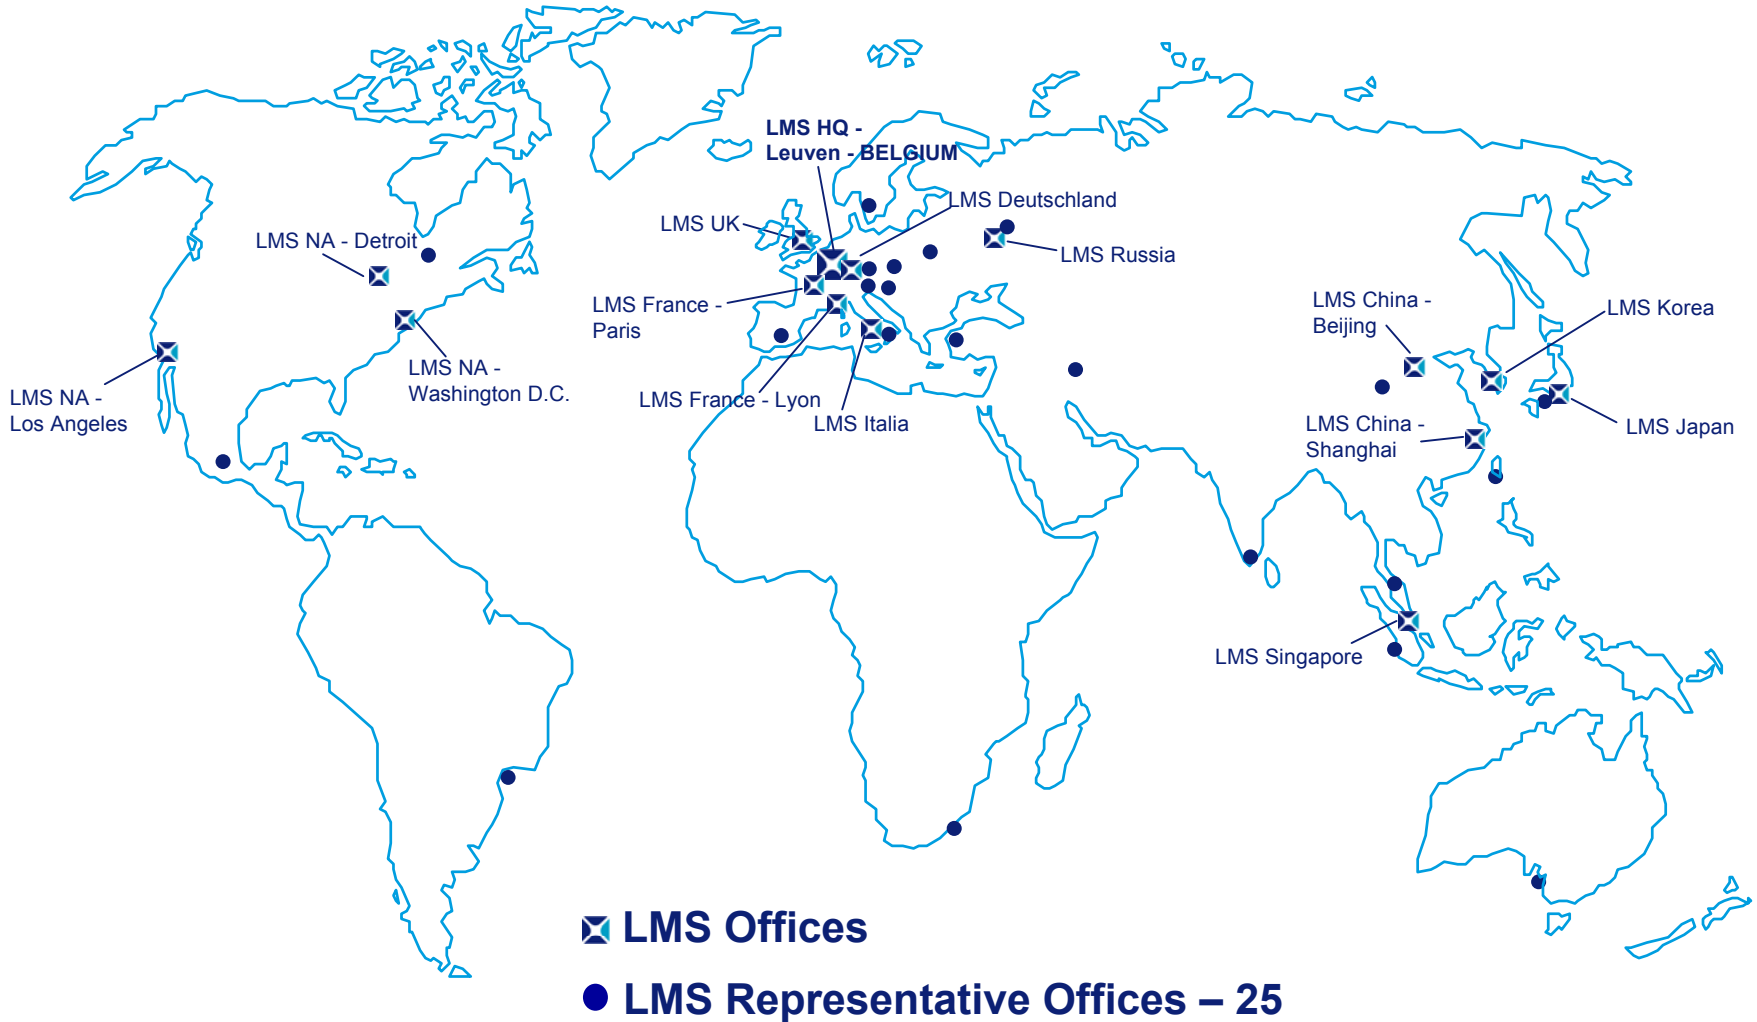 LMS HQ -
Leuven - BELGIUM
LMS Deutschland
LMS UK
LMS NA - Detroit
LMS Russia
LMS France -
Paris
LMS China -
Beijing
LMS Korea
LMS NA -
Washington D.C.
LMS NA -
Los Angeles
LMS France - Lyon
LMS Italia
LMS China -
Shanghai
LMS Japan
LMS Singapore
LMS Offices
LMS Representative Offices – 25